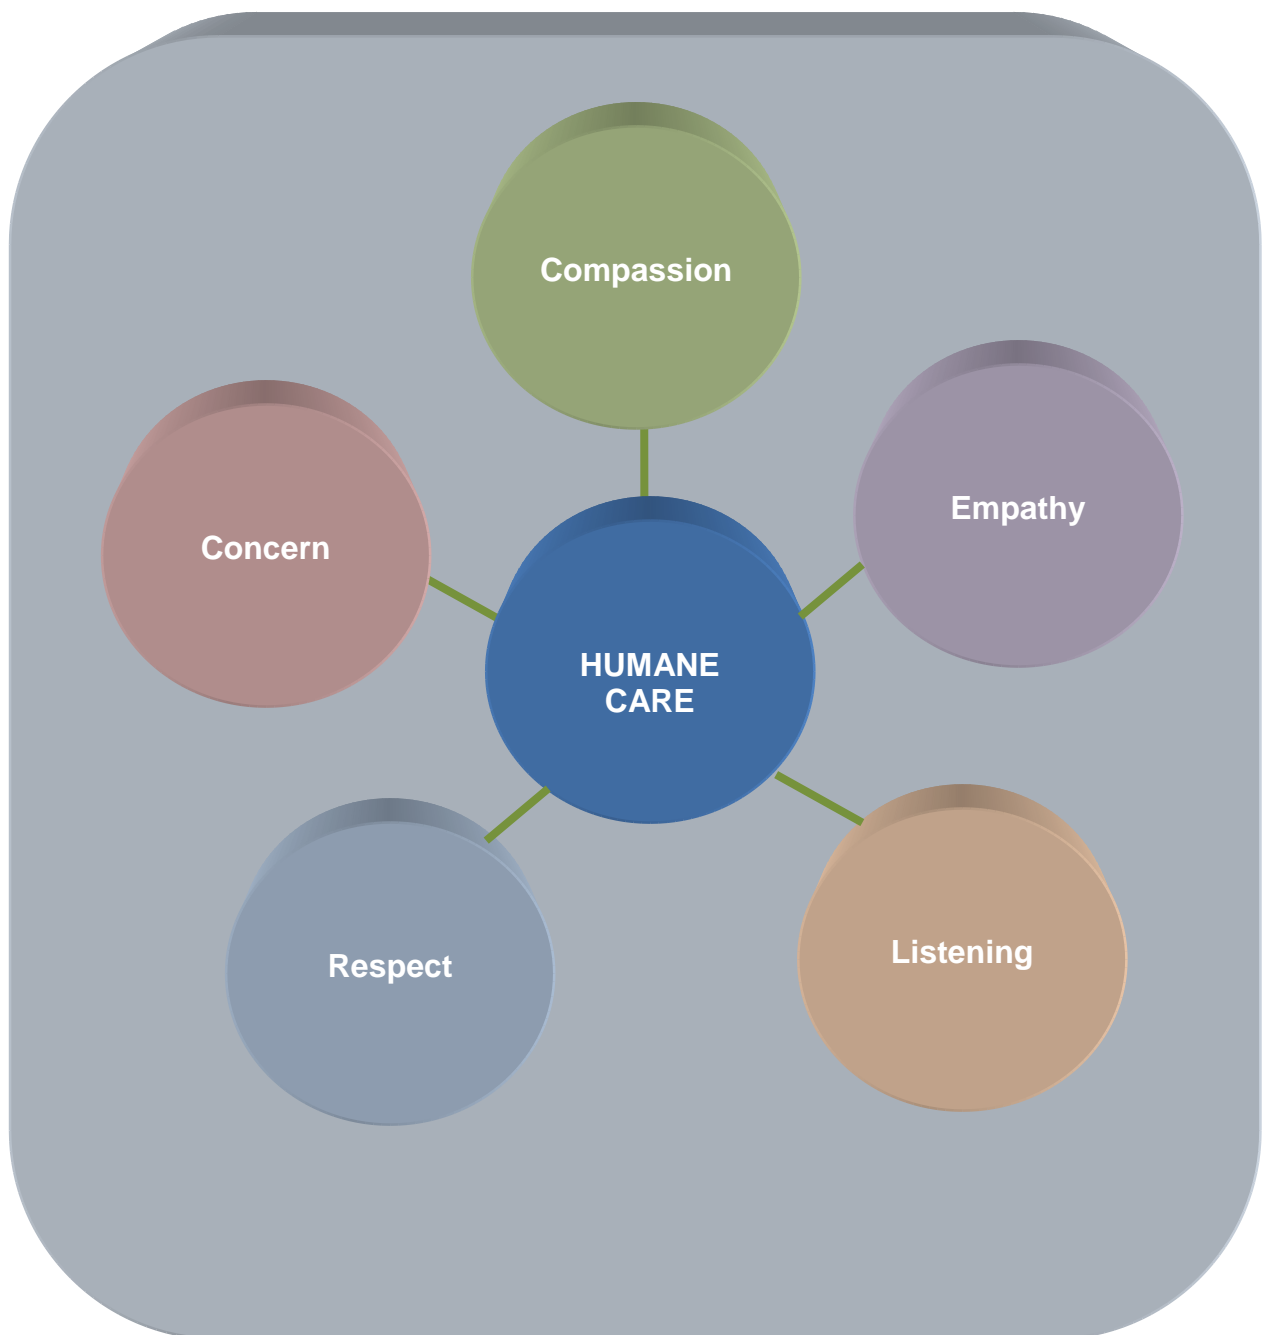 Compassion
Empathy
Concern
HUMANE
CARE
Listening
Respect